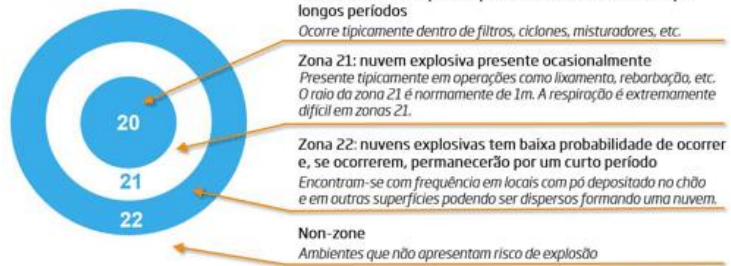 longos períodos
Ocorre tipicamente dentro de filtros, ciclones, misturadores, etc.
Zona 21: nuvem explosiva presente ocasionalmente
Presente tipicamente em operações como lixamento, rebarbação, etc.
O raio da zona 21 é normamente de 1m. A respiração é extremamente
difícil em zonas 21.
Zona 22: nuvens explosivas tem baixa probabilidade de ocorrer
e, se ocorrerem, permanecerão por um curto período
Encontram-se com frequência em locais com pó depositado no chão
e em outras superfícies podendo ser dispersos formando uma nuvem.
Non-zone
Ambientes que não apresentam risco de explosão
20
21
22